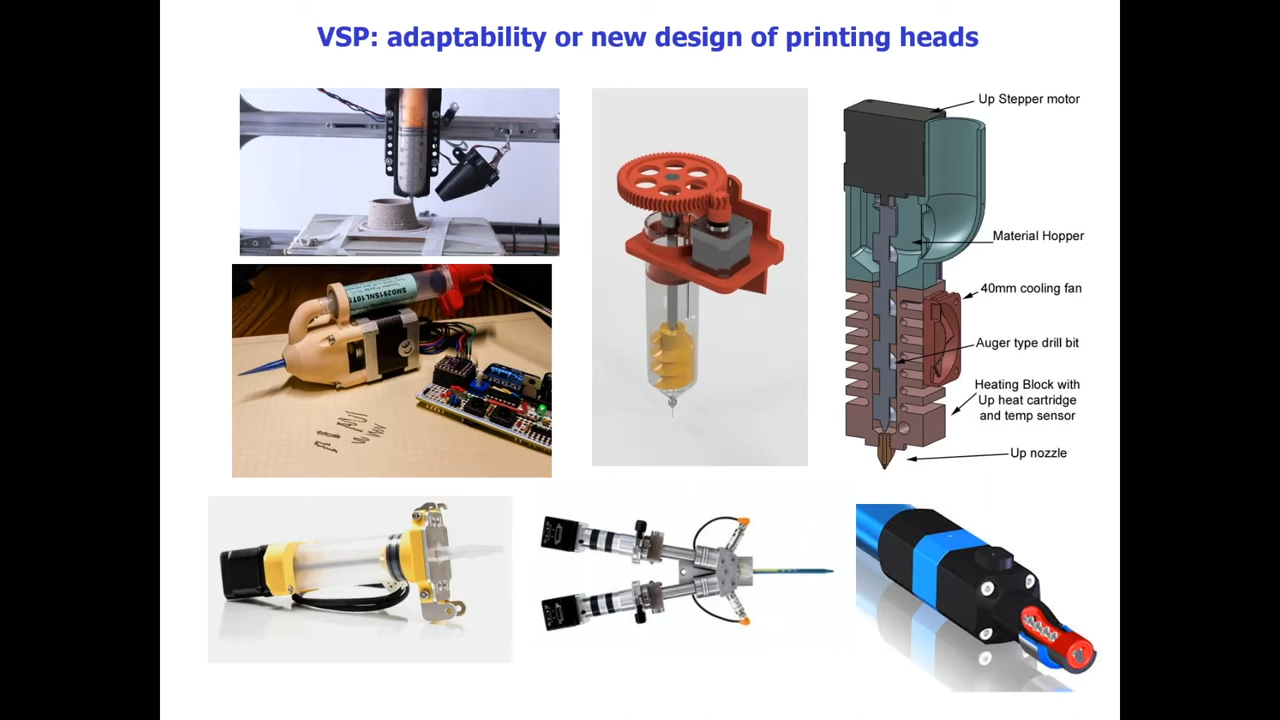 VSP: adaptability or new design of printing heads
Up Stepper motor
Material Hopper
40mm cooling fan
Auger type drill bit
Heating Block with
Up heat cartridge
and temp sensor
Up nozzle
SMD291SNL10T5